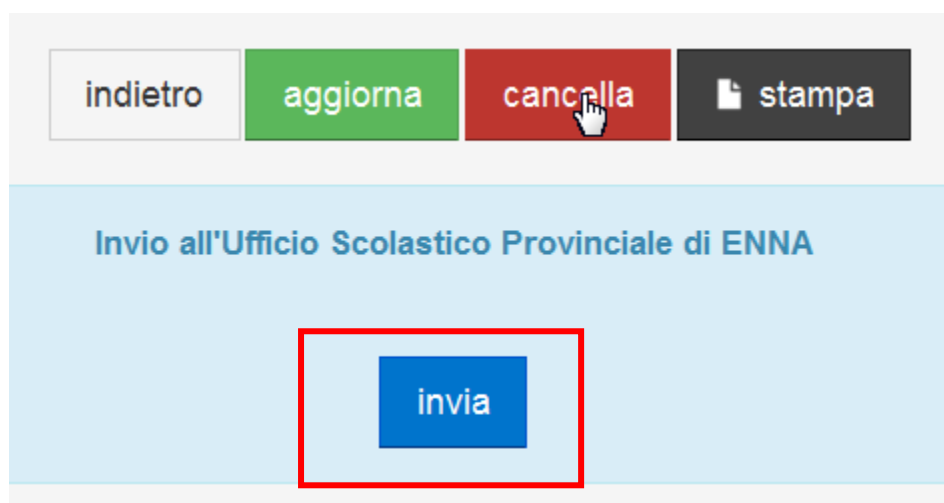 indietro aggiorna cancella stampa
Invio all'Ufficio Scolastico Provinciale di ENNA
invia